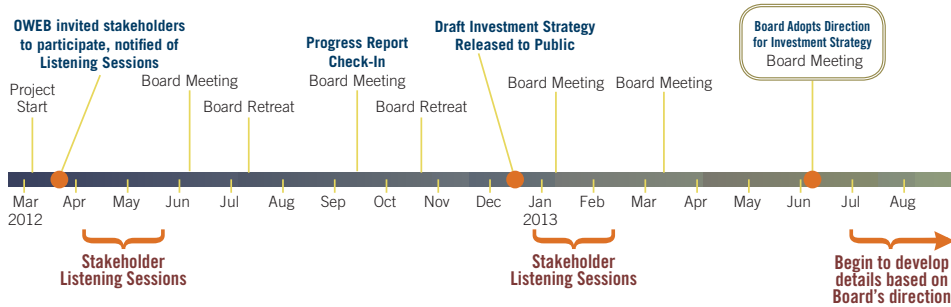 OWEB invited stakeholders
to participate, notified of
Listening Sessions
Project
Start
Board Meeting
Board Retreat
Progress Report
Check-In
Board Meeting
Board Retreat
Draft Investment Strategy
Released to Public
Board Meeting
Board Meeting
Board Adopts Direction
for Investment Strategy
Board Meeting
Mar Apr May Jun Jul Aug Sep Oct Nov Dec Jan Feb Mar Apr May Jun Jul Aug
2012 2013
Stakeholder
Listening Sessions
Stakeholder
Listening Sessions
Begin to develop
details based on
Board's direction